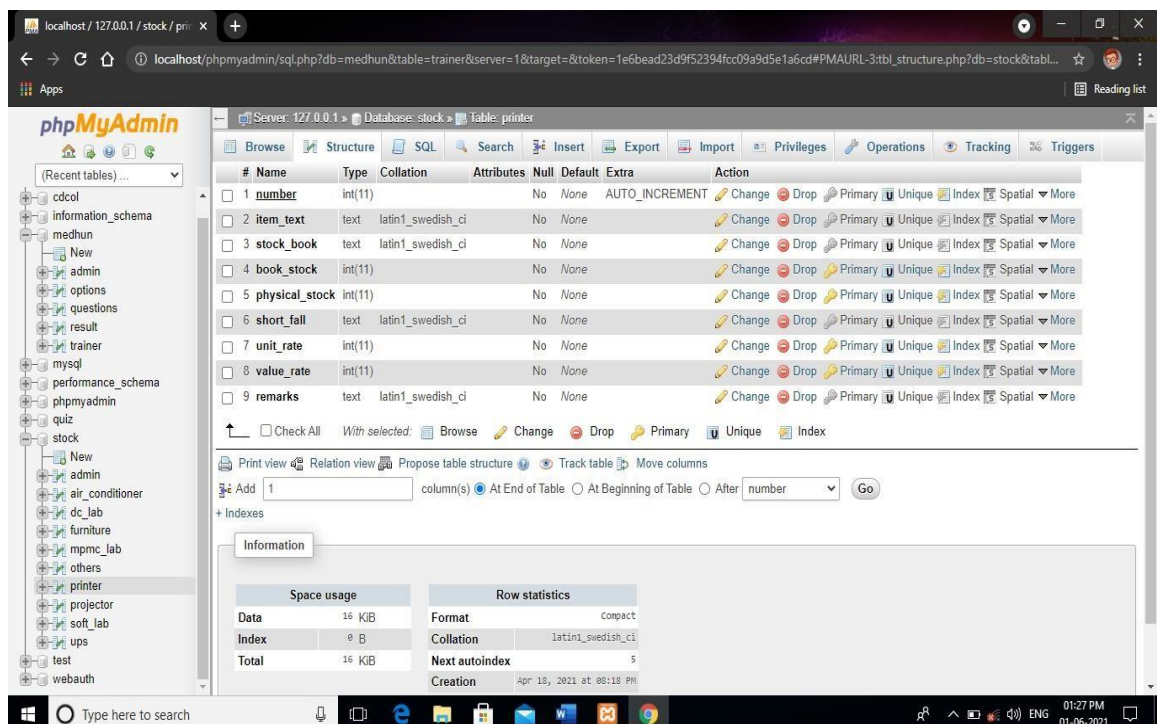 localhost / 127.0.0.1 / stock / prin
localhost/phpmyadmin/sql.php?db=medhun&table=trainer&server=1&target=&token=1e6bead23d9f52394fcc09a9d5e1a6cd#PMAURL-3:tbl_structure.php?db=stock&tabl...
Apps
Reading list
phpMyAdmin
(Recent tables) ...
cdcol
information_schema
medhun
New
admin
options
questions
result
trainer
mysql
performance_schema
phpmyadmin
quiz
stock
New
admin
air_conditioner
dc_lab
furniture
mpmc_lab
others
printer
projector
soft_lab
ups
test
webauth
Server: 127.0.0.1 » Database: stock » Table: printer
Browse Structure SQL Search Insert Export Import Privileges Operations Tracking Triggers
# Name Type Collation Attributes Null Default Extra Action
1 number int(11) No None AUTO_INCREMENT Change Drop Primary Unique Index Spatial More
2 item_text text latin1_swedish_ci No None Change Drop Primary Unique Index Spatial More
3 stock_book text latin1_swedish_ci No None Change Drop Primary Unique Index Spatial More
4 book_stock int(11) No None Change Drop Primary Unique Index Spatial More
5 physical_stock int(11) No None Change Drop Primary Unique Index Spatial More
6 short_fall text latin1_swedish_ci No None Change Drop Primary Unique Index Spatial More
7 unit_rate int(11) No None Change Drop Primary Unique Index Spatial More
8 value_rate int(11) No None Change Drop Primary Unique Index Spatial More
9 remarks text latin1_swedish_ci No None Change Drop Primary Unique Index Spatial More
Check All With selected: Browse Change Drop Primary Unique Index
Print view Relation view Propose table structure Track table Move columns
Add 1 column(s) At End of Table At Beginning of Table After number Go
+ Indexes
Information
Space usage
Data 16 KiB
Index 0 B
Total 16 KiB
Row statistics
Format Compact
Collation latin1_swedish_ci
Next autoindex 5
Creation Apr 18, 2021 at 08:18 PM
Type here to search
ENG
01:27 PM
01-06-2021